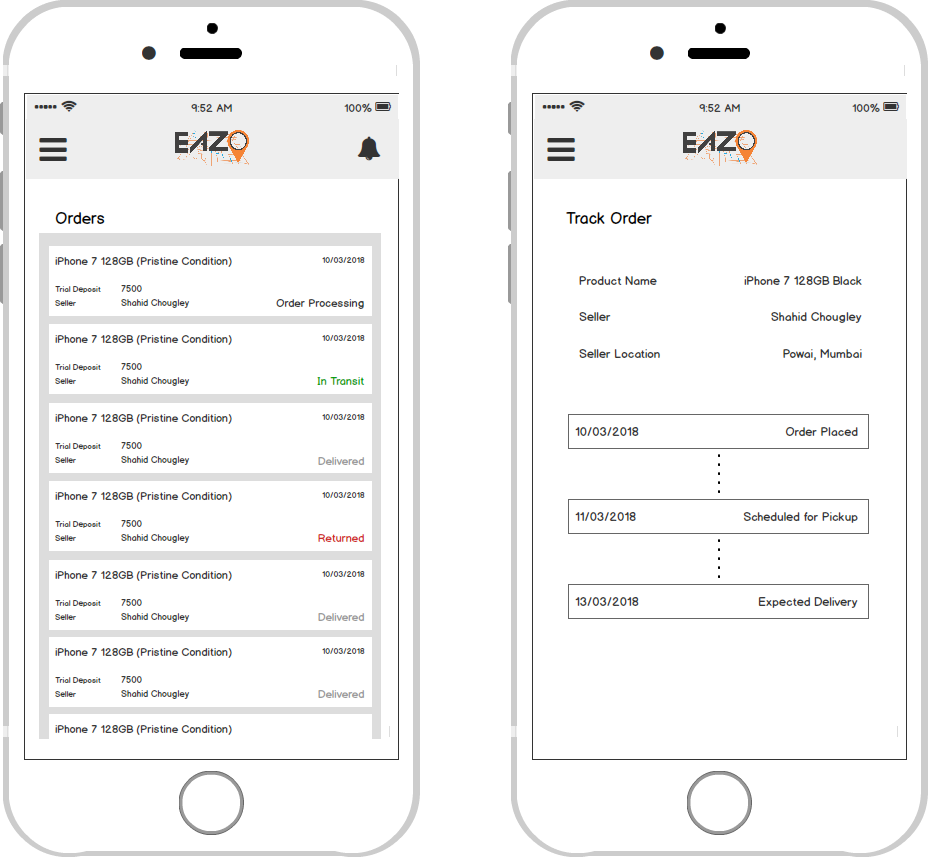 9:52 AM 100%
EAZO
Orders
iPhone 7 128GB (Pristine Condition) 10/03/2018
Trial Deposit 7500
Seller Shahid Chougley Order Processing
iPhone 7 128GB (Pristine Condition) 10/03/2018
Trial Deposit 7500
Seller Shahid Chougley In Transit
iPhone 7 128GB (Pristine Condition) 10/03/2018
Trial Deposit 7500
Seller Shahid Chougley Delivered
iPhone 7 128GB (Pristine Condition) 10/03/2018
Trial Deposit 7500
Seller Shahid Chougley Returned
iPhone 7 128GB (Pristine Condition) 10/03/2018
Trial Deposit 7500
Seller Shahid Chougley Delivered
iPhone 7 128GB (Pristine Condition) 10/03/2018
Trial Deposit 7500
Seller Shahid Chougley Delivered
iPhone 7 128GB (Pristine Condition)
9:52 AM 100%
EAZO
Track Order
Product Name iPhone 7 128GB Black
Seller Shahid Chougley
Seller Location Powai, Mumbai
10/03/2018 Order Placed
11/03/2018 Scheduled for Pickup
13/03/2018 Expected Delivery